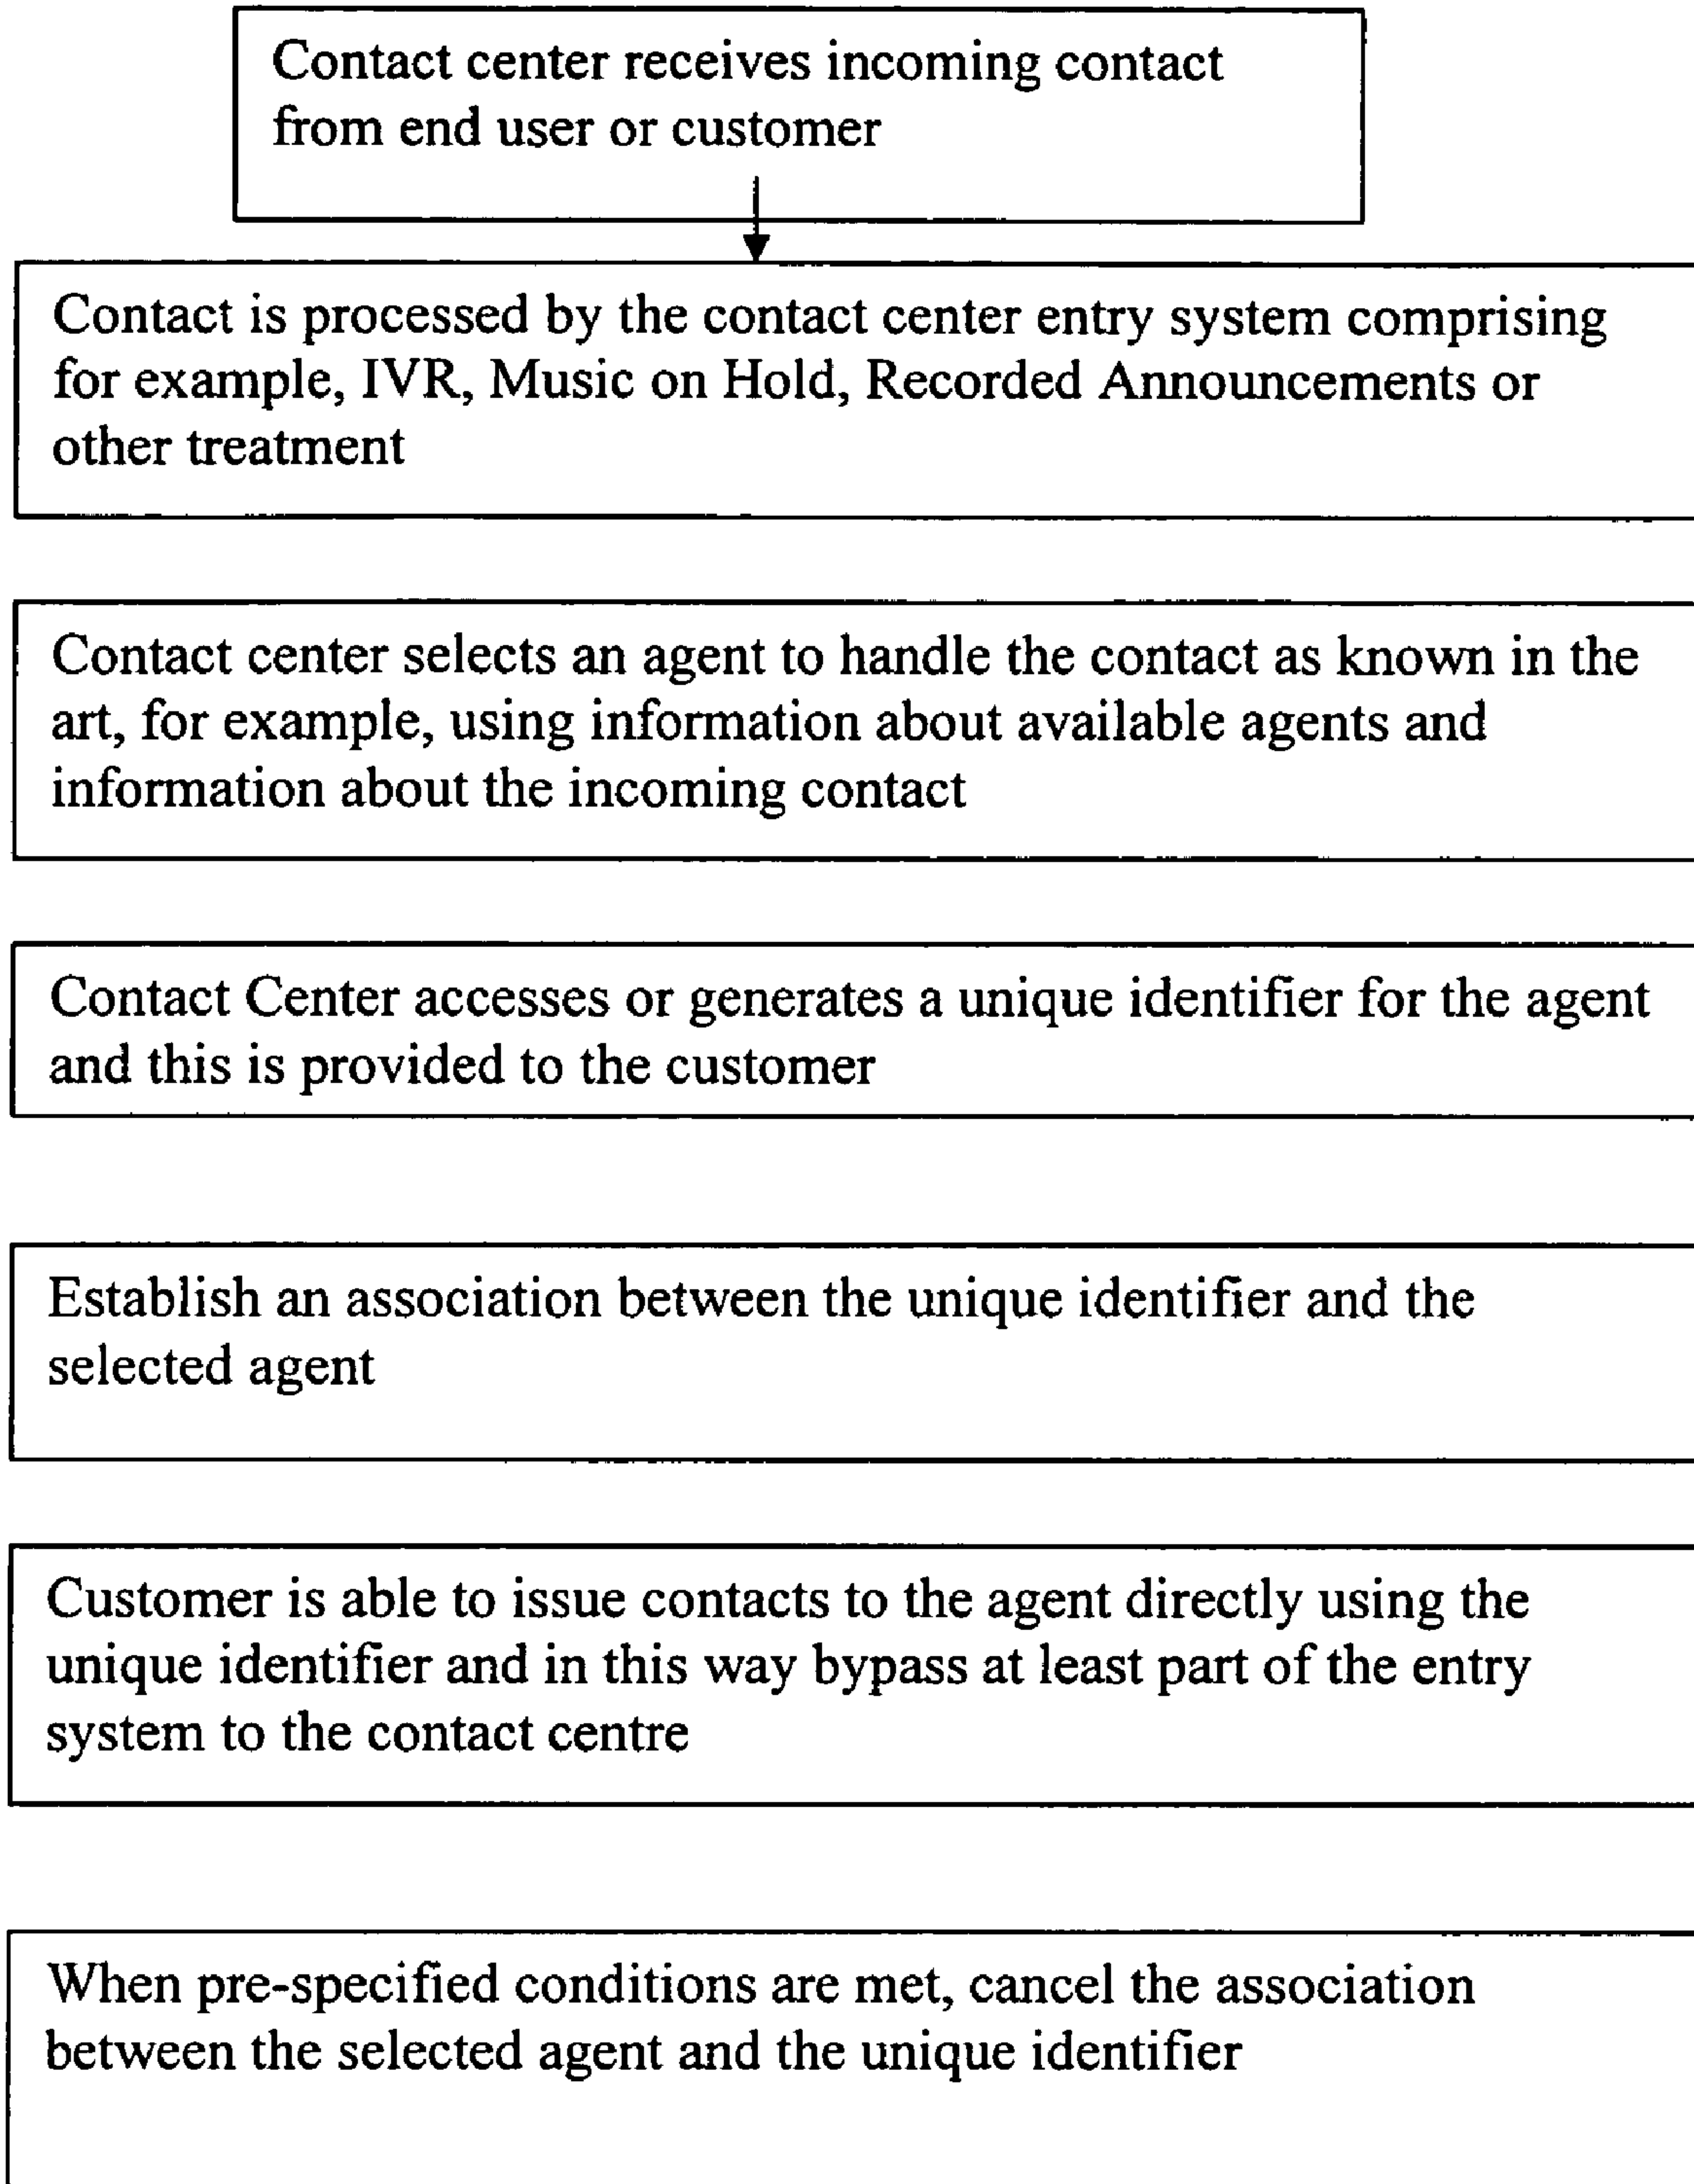 Contact center receives incoming contact
from end user or customer
Contact is processed by the contact center entry system comprising
for example, IVR, Music on Hold, Recorded Announcements or
other treatment
Contact center selects an agent to handle the contact as known in the
art, for example, using information about available agents and
information about the incoming contact
Contact Center accesses or generates a unique identifier for the agent
and this is provided to the customer
Establish an association between the unique identifier and the
selected agent
Customer is able to issue contacts to the agent directly using the
unique identifier and in this way bypass at least part of the entry
system to the contact centre
When pre-specified conditions are met, cancel the association
between the selected agent and the unique identifier